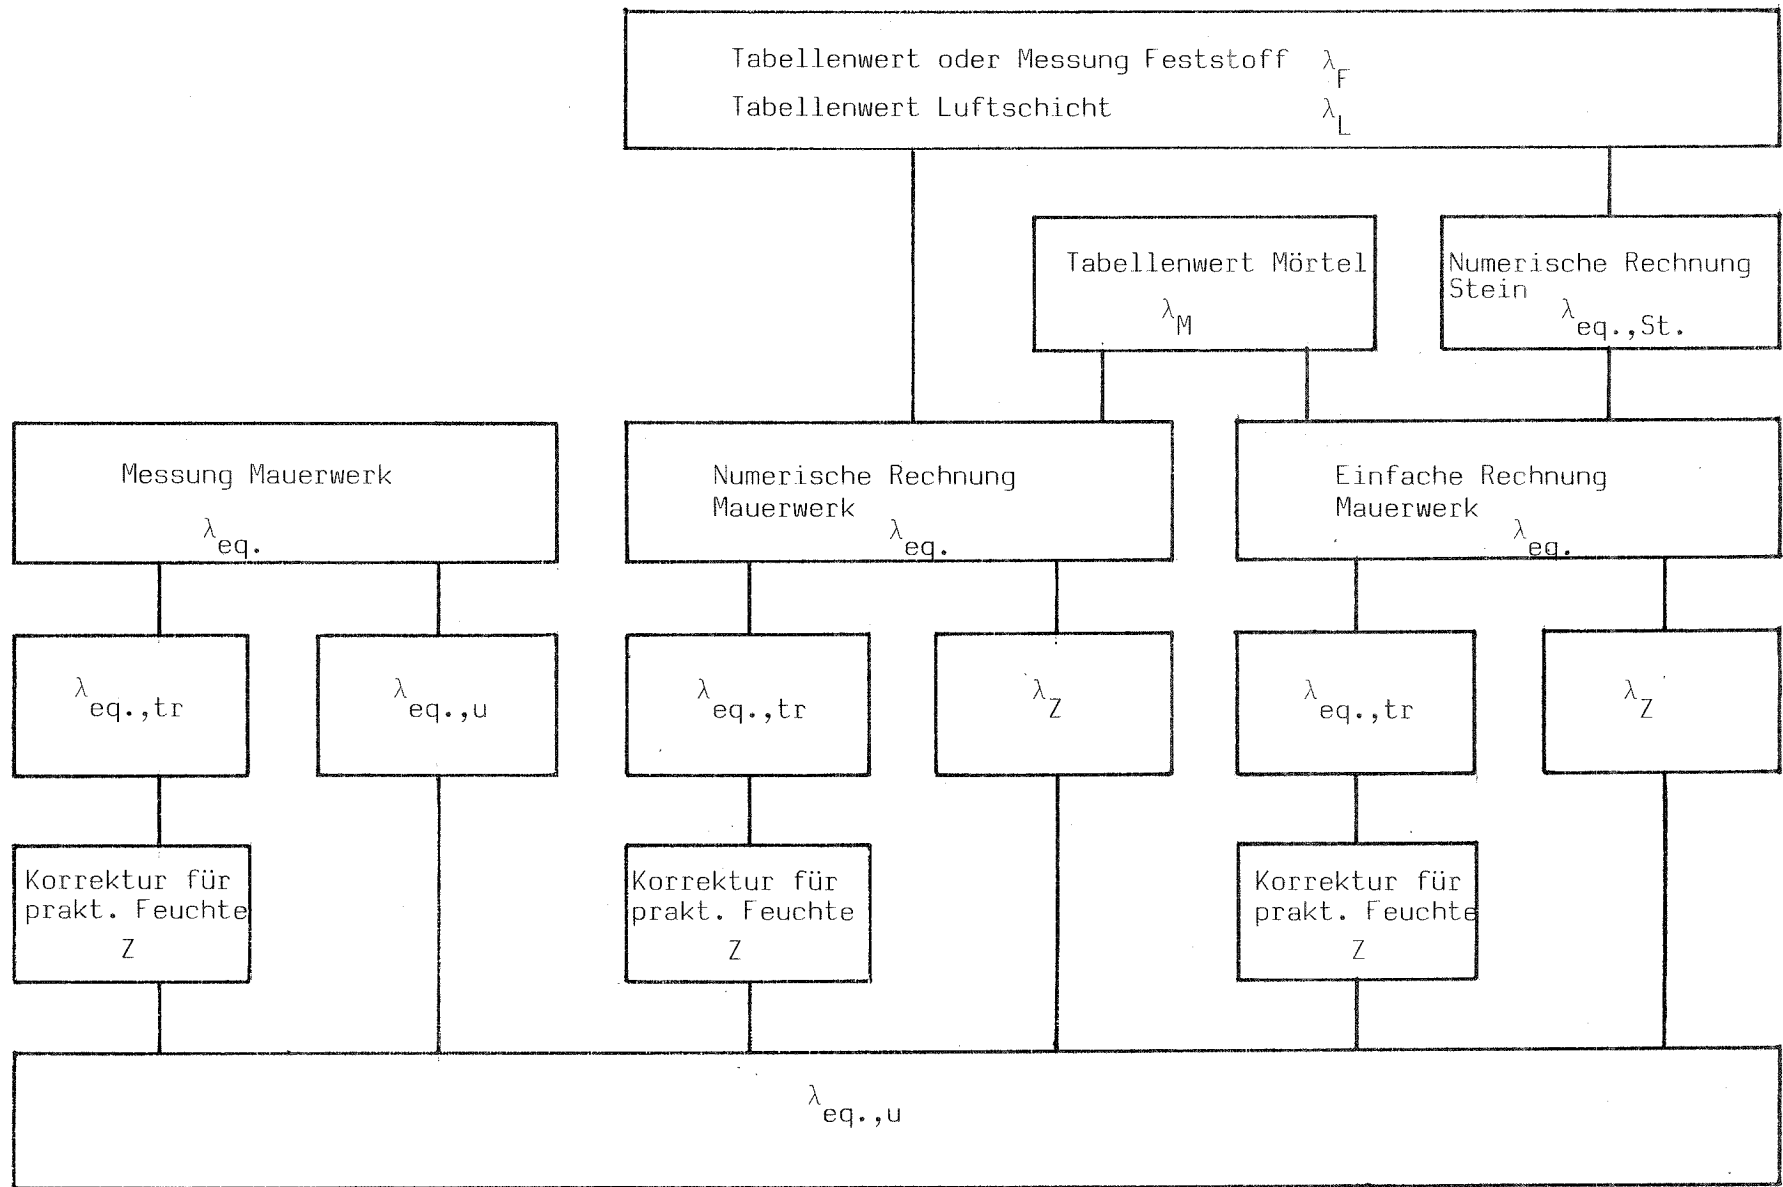 Tabellenwert oder Messung Feststoff λF
Tabellenwert Luftschicht λL
Tabellenwert Mörtel
λM
Numerische Rechnung
Stein
λeq.,St.
Messung Mauerwerk
λeq.
Numerische Rechnung
Mauerwerk
λeq.
Einfache Rechnung
Mauerwerk
λeq.
λeq.,tr
λeq.,u
λeq.,tr
λZ
λeq.,tr
λZ
Korrektur für
prakt. Feuchte
Z
Korrektur für
prakt. Feuchte
Z
Korrektur für
prakt. Feuchte
Z
λeq.,u